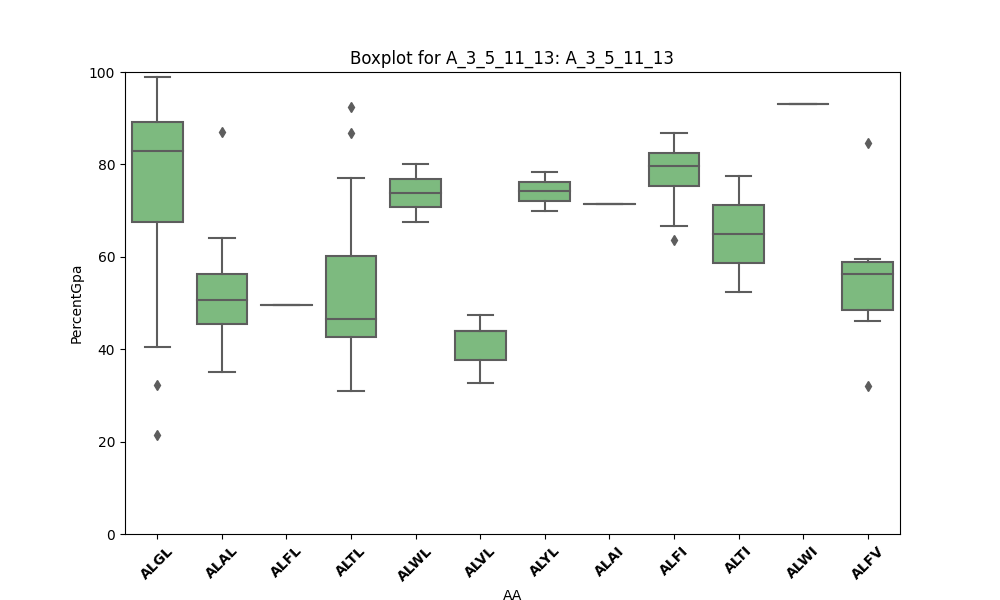 Boxplot for A_3_5_11_13: A_3_5_11_13
100
80
60
40
20
0
PercentGpa
ALGL ALAL ALFL ALTL ALWL ALVL ALYL ALAI ALFI ALTI ALWI ALFV
AA